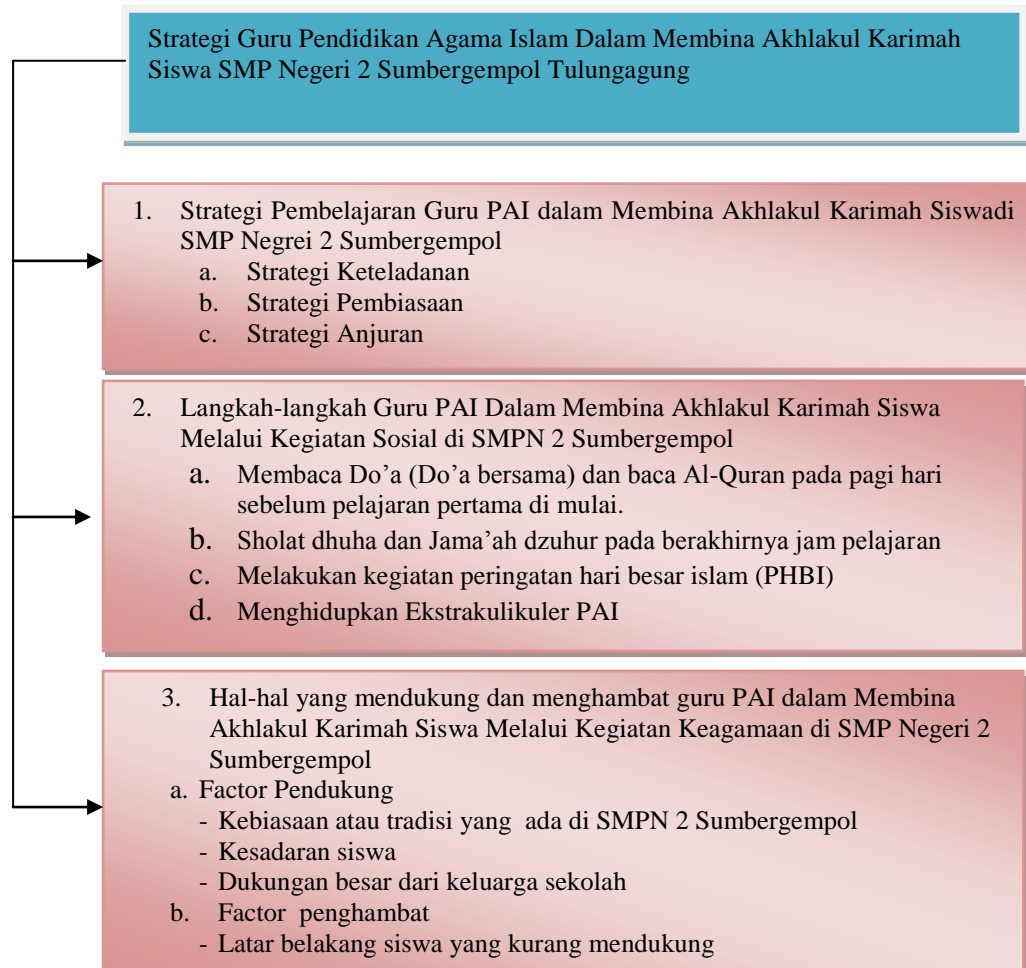 Strategi Guru Pendidikan Agama Islam Dalam Membina Akhlakul Karimah
Siswa SMP Negeri 2 Sumbergempol Tulungagung
1. Strategi Pembelajaran Guru PAI dalam Membina Akhlakul Karimah Siswadi
SMP Negrei 2 Sumbergempol
a. Strategi Keteladanan
b. Strategi Pembiasaan
c. Strategi Anjuran
2. Langkah-langkah Guru PAI Dalam Membina Akhlakul Karimah Siswa
Melalui Kegiatan Sosial di SMPN 2 Sumbergempol
a. Membaca Do’a (Do’a bersama) dan baca Al-Quran pada pagi hari
sebelum pelajaran pertama di mulai.
b. Sholat dhuha dan Jama’ah dzuhur pada berakhirnya jam pelajaran
c. Melakukan kegiatan peringatan hari besar islam (PHBI)
d. Menghidupkan Ekstrakulikuler PAI
3. Hal-hal yang mendukung dan menghambat guru PAI dalam Membina
Akhlakul Karimah Siswa Melalui Kegiatan Keagamaan di SMP Negeri 2
Sumbergempol
a. Factor Pendukung
- Kebiasaan atau tradisi yang ada di SMPN 2 Sumbergempol
- Kesadaran siswa
- Dukungan besar dari keluarga sekolah
b. Factor penghambat
- Latar belakang siswa yang kurang mendukung